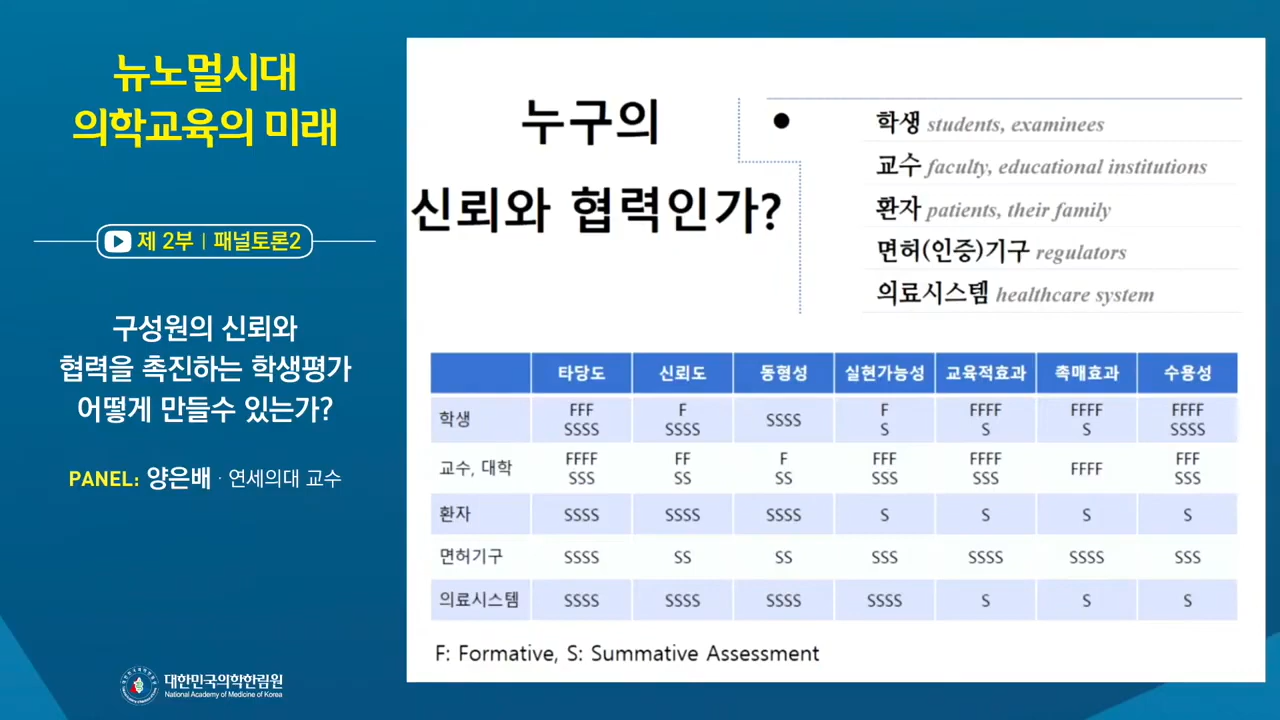 뉴노멀시대
의학교육의 미래
제 2부 | 패널토론2
구성원의 신뢰와
협력을 촉진하는 학생평가
어떻게 만들수 있는가?
PANEL: 양은배 · 연세의대 교수
대한민국의학한림원
National Academy of Medicine of Korea
누구의
신뢰와 협력인가?
● 학생 students, examinees
교수 faculty, educational institutions
환자 patients, their family
면허(인증)기구 regulators
의료시스템 healthcare system
타당도 신뢰도 동형성 실현가능성 교육적효과 촉매효과 수용성
학생 FFF SSSS F SSSS SSSS F S FFFF S FFFF S FFFF SSSS
교수, 대학 FFFF SSS FF SS F SS FFF SSS FFFF SSS FFFF FFF SSS
환자 SSSS SSSS SSSS S S S S
면허기구 SSSS SS SS SSS SSSS SSSS SSS
의료시스템 SSSS SSSS SSSS SSSS S S S
F: Formative, S: Summative Assessment